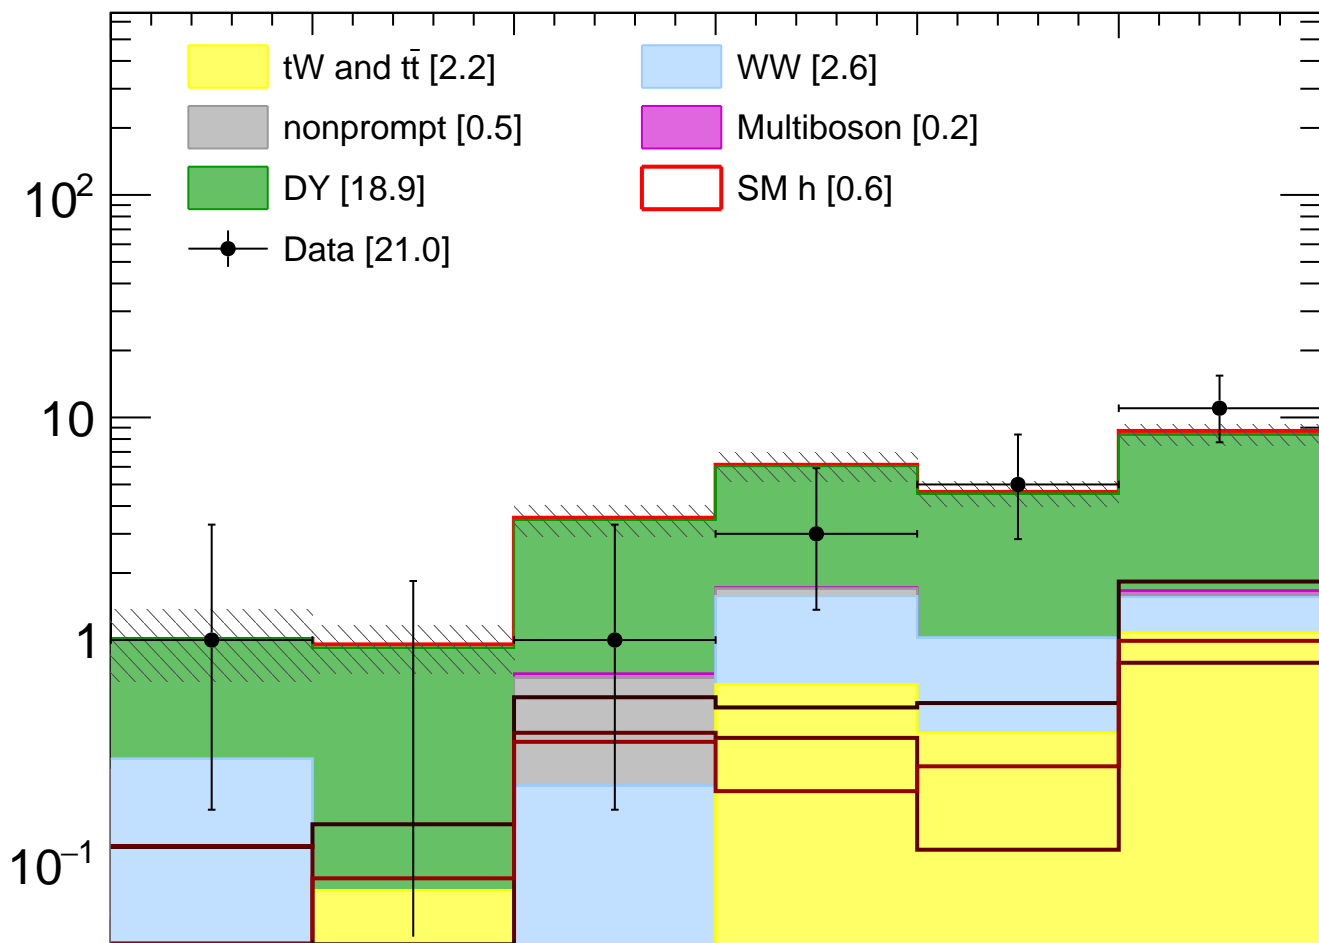 tW and tt̄ [2.2]
WW [2.6]
nonprompt [0.5]
Multiboson [0.2]
DY [18.9]
SM h [0.6]
Data [21.0]
10²
10
1
10⁻¹